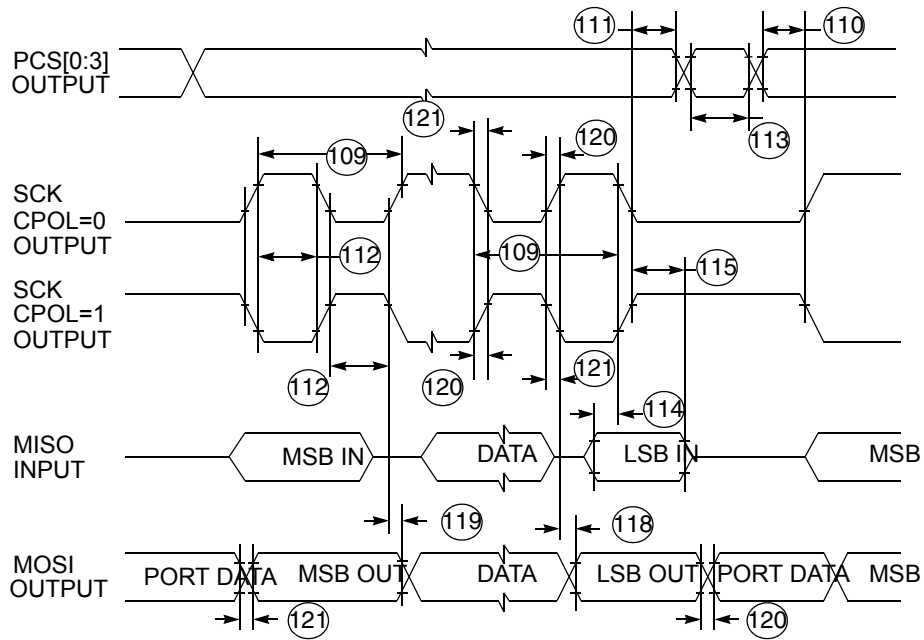 111
110
PCS[0:3]
OUTPUT
121
120
113
109
SCK
CPOL=0
OUTPUT
112
109
115
SCK
CPOL=1
OUTPUT
112
120
121
114
MISO
INPUT
MSB IN
DATA
LSB IN
MSB
119
118
MOSI
OUTPUT
PORT DATA
MSB OUT
DATA
LSB OUT
PORT DATA
MSB
121
120